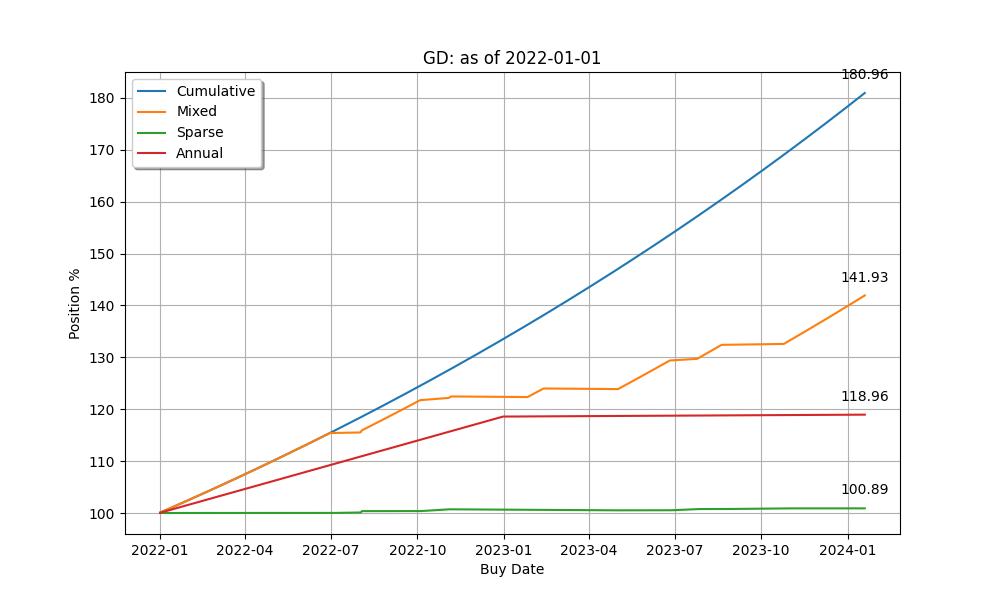 GD: as of 2022-01-01
Cumulative
Mixed
Sparse
Annual
180.96
141.93
118.96
100.89
Position %
180
170
160
150
140
130
120
110
100
2022-01 2022-04 2022-07 2022-10 2023-01 2023-04 2023-07 2023-10 2024-01
Buy Date